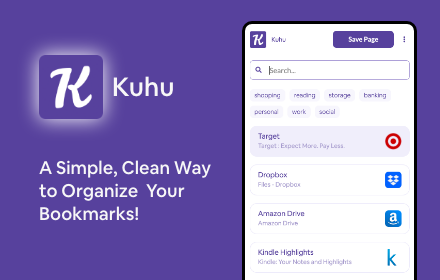 Kuhu
A Simple, Clean Way
to Organize Your
Bookmarks!
Kuhu
Save Page
Search...
shopping reading storage banking
personal work social
Target
Target : Expect More. Pay Less.
Dropbox
Files - Dropbox
Amazon Drive
Amazon Drive
Kindle Highlights
Kindle: Your Notes and Highlights